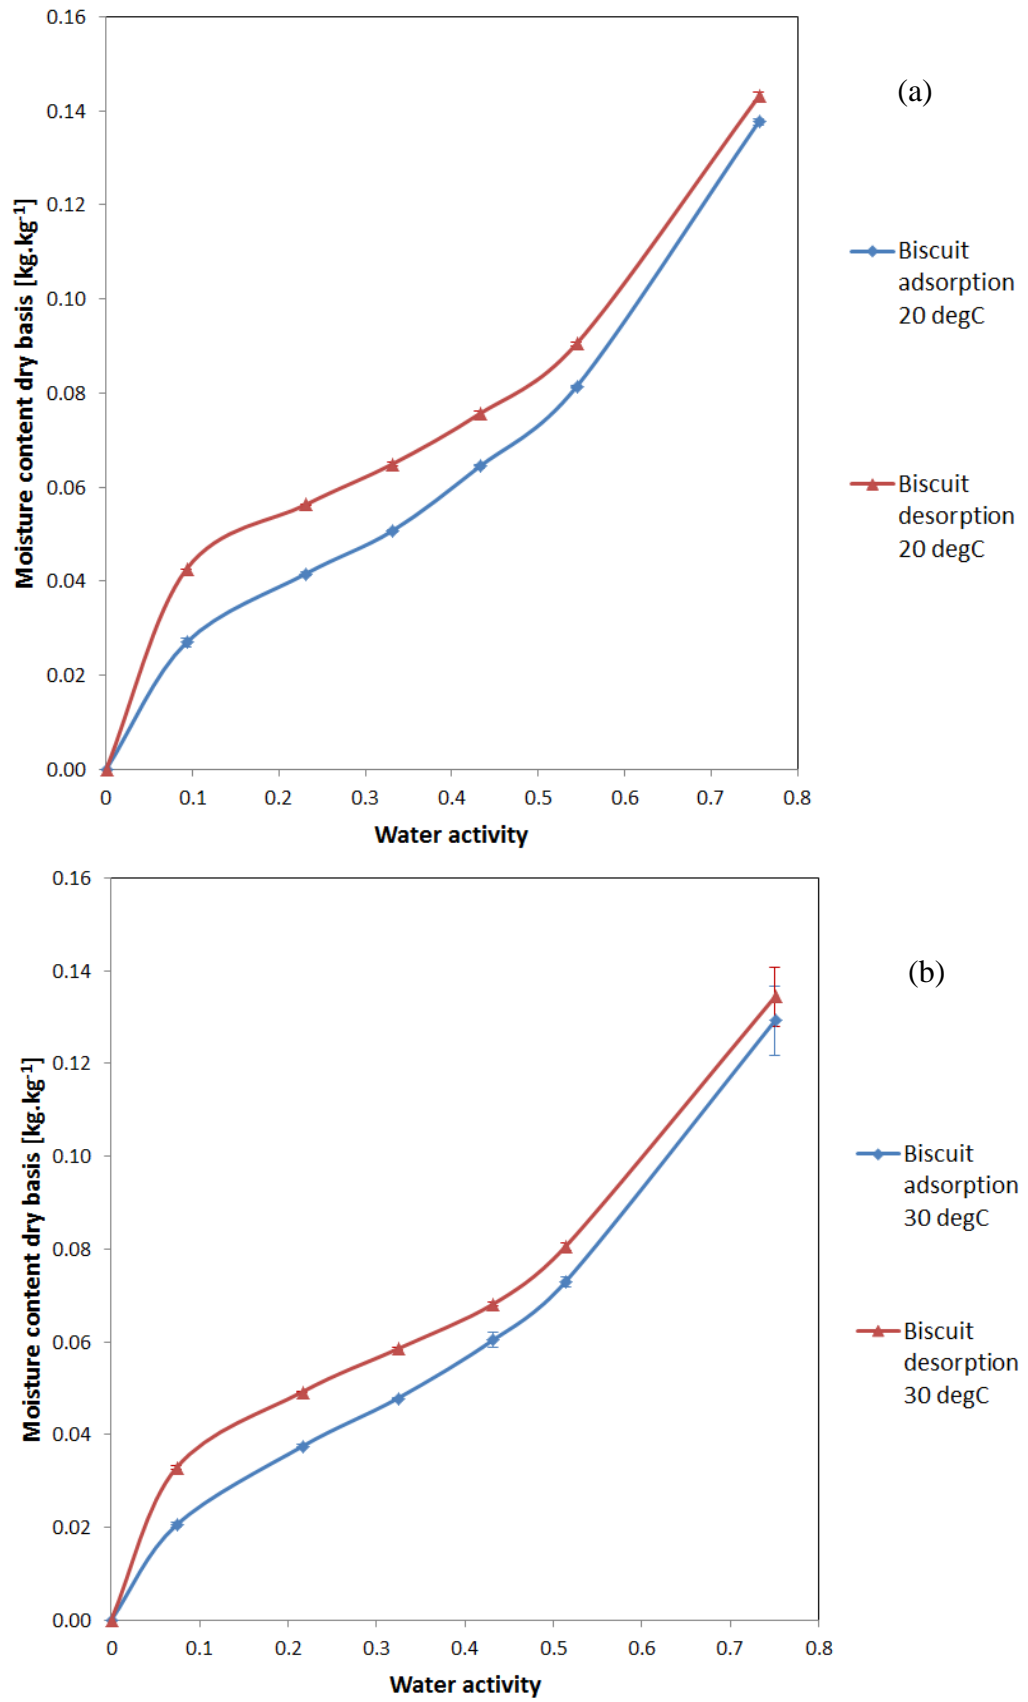 0.16
0.14
0.12
0.10
0.08
0.06
0.04
0.02
0.00
Moisture content dry basis [kg.kg-1]
0 0.1 0.2 0.3 0.4 0.5 0.6 0.7 0.8
Water activity
(a)
Biscuit
adsorption
20 degC
Biscuit
desorption
20 degC
0.16
0.14
0.12
0.10
0.08
0.06
0.04
0.02
0.00
Moisture content dry basis [kg.kg-1]
0 0.1 0.2 0.3 0.4 0.5 0.6 0.7 0.8
Water activity
(b)
Biscuit
adsorption
30 degC
Biscuit
desorption
30 degC